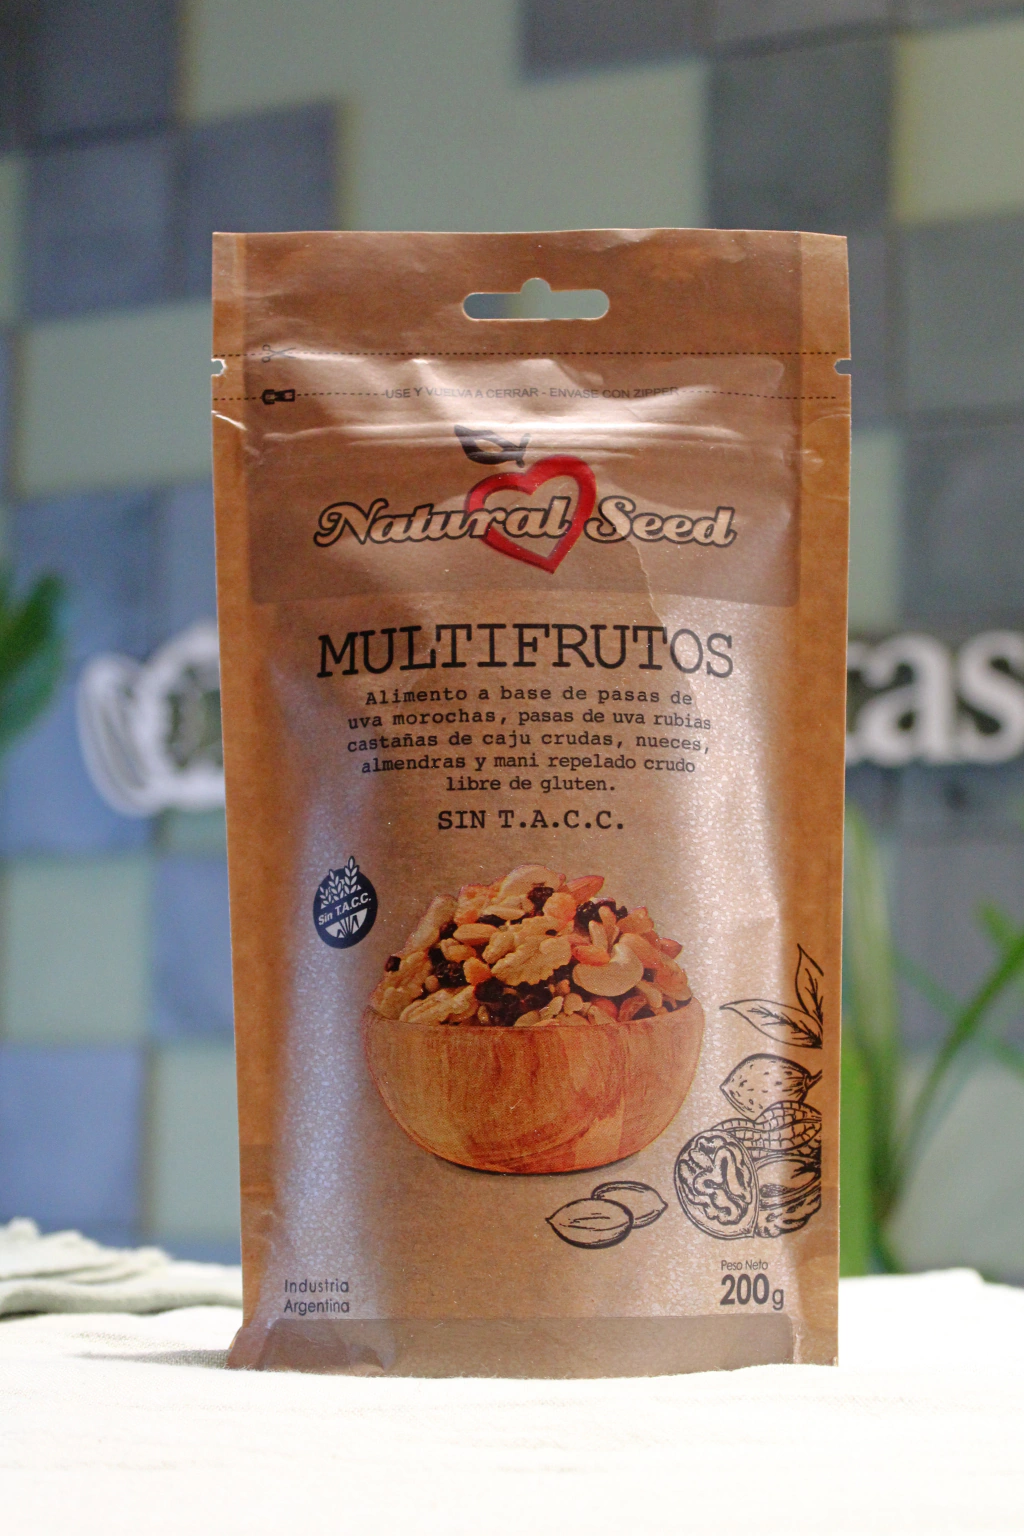 USE Y VUELVA A CERRAR - ENVASE CON ZIPPER
Natural Seed
MULTIFRUTOS
Alimento a base de pasas de
uva morochas, pasas de uva rubias
castañas de caju crudas, nueces,
almendras y mani repelado crudo
libre de gluten.
SIN T.A.C.C.
Sin T.A.C.C.
Industria
Argentina
Peso Neto
200g